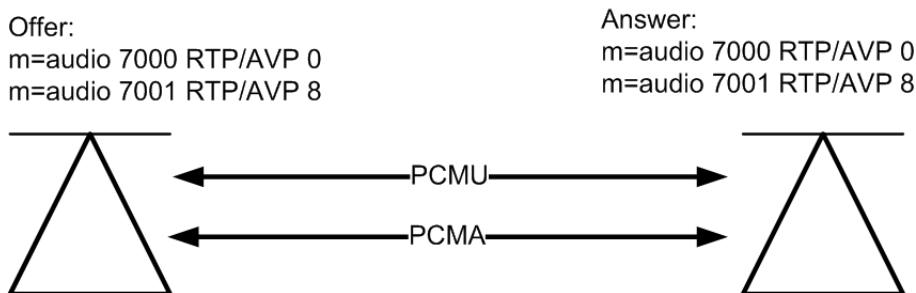 Offer:
m=audio 7000 RTP/AVP 0
m=audio 7001 RTP/AVP 8
Answer:
m=audio 7000 RTP/AVP 0
m=audio 7001 RTP/AVP 8
PCMU
PCMA